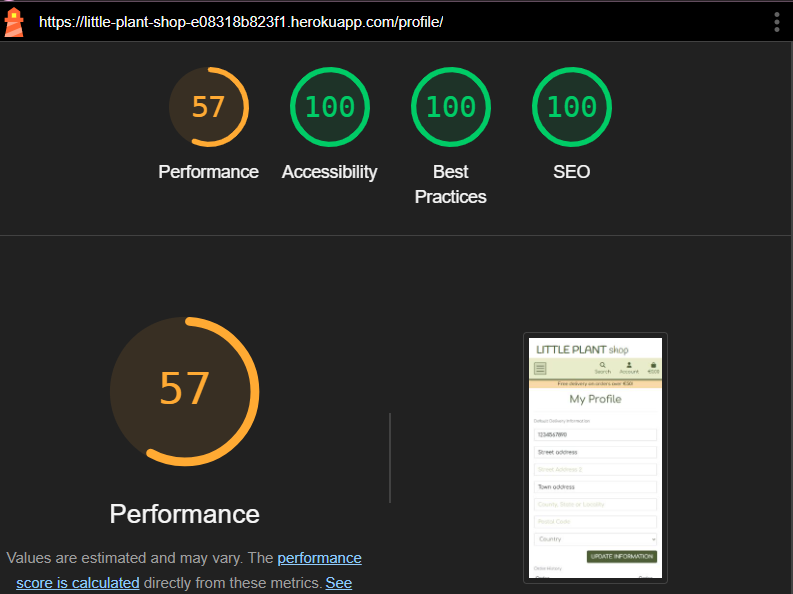 https://little-plant-shop-e08318b823f1.herokuapp.com/profile/
57
100
100
100
Performance
Accessibility
Best
Practices
SEO
57
Performance
Values are estimated and may vary. The performance
score is calculated directly from these metrics. See
LITTLE PLANT shop
Search
Account
Free delivery on orders over
My Profile
Default Delivery Information
1234567890
Street address
Street Address 2
Town address
County, State or Locality
Postal Code
Country
UPDATE INFORMATION
Order History